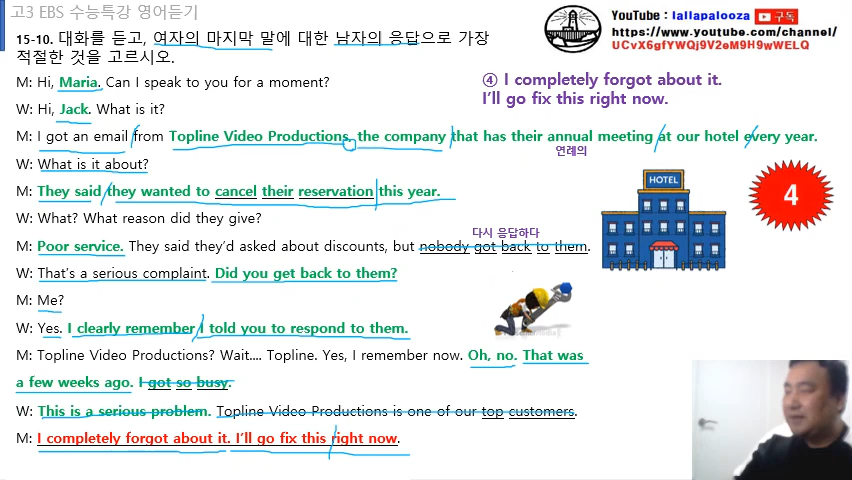 고3 EBS 수능특강 영어듣기
15-10. 대화를 듣고, 여자의 마지막 말에 대한 남자의 응답으로 가장
적절한 것을 고르시오.
YouTube : lallapalooza 구독
https://www.youtube.com/channel/
UCvX6gfYWQj9V2eM9H9wWELQ
④ I completely forgot about it.
I'll go fix this right now.
M: Hi, Maria. Can I speak to you for a moment?
W: Hi, Jack. What is it?
M: I got an email from Topline Video Productions, the company that has their annual meeting at our hotel every year.
연례의
W: What is it about?
M: They said they wanted to cancel their reservation this year.
W: What? What reason did they give?
다시 응답하다
M: Poor service. They said they'd asked about discounts, but nobody got back to them.
W: That's a serious complaint. Did you get back to them?
M: Me?
W: Yes. I clearly remember I told you to respond to them.
M: Topline Video Productions? Wait.... Topline. Yes, I remember now. Oh, no. That was
a few weeks ago. I got so busy.
W: This is a serious problem. Topline Video Productions is one of our top customers.
M: I completely forgot about it. I'll go fix this right now.
HOTEL
4